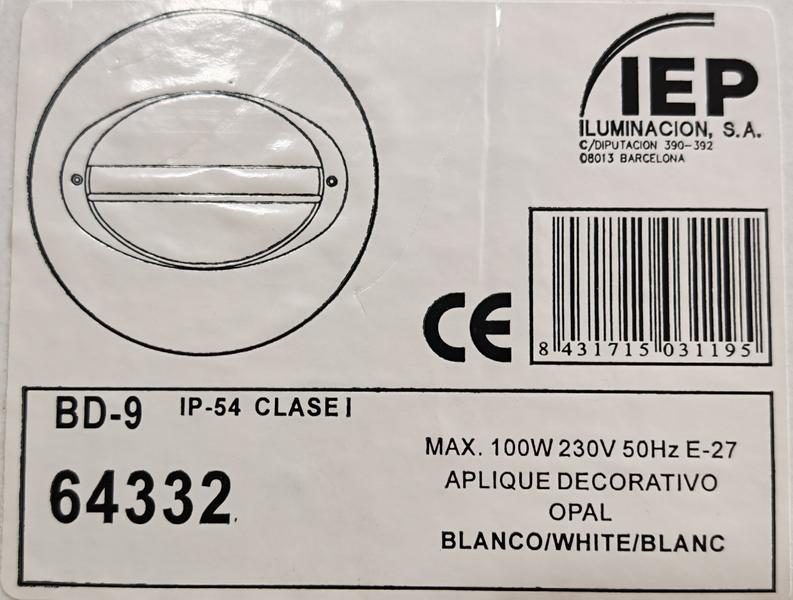 IEP
ILUMINACION, S.A.
C/DIPUTACION 390-392
08013 BARCELONA
CE
8 431715 031195
BD-9 IP-54 CLASE I
64332
MAX. 100W 230V 50Hz E-27
APLIQUE DECORATIVO
OPAL
BLANCO/WHITE/BLANC